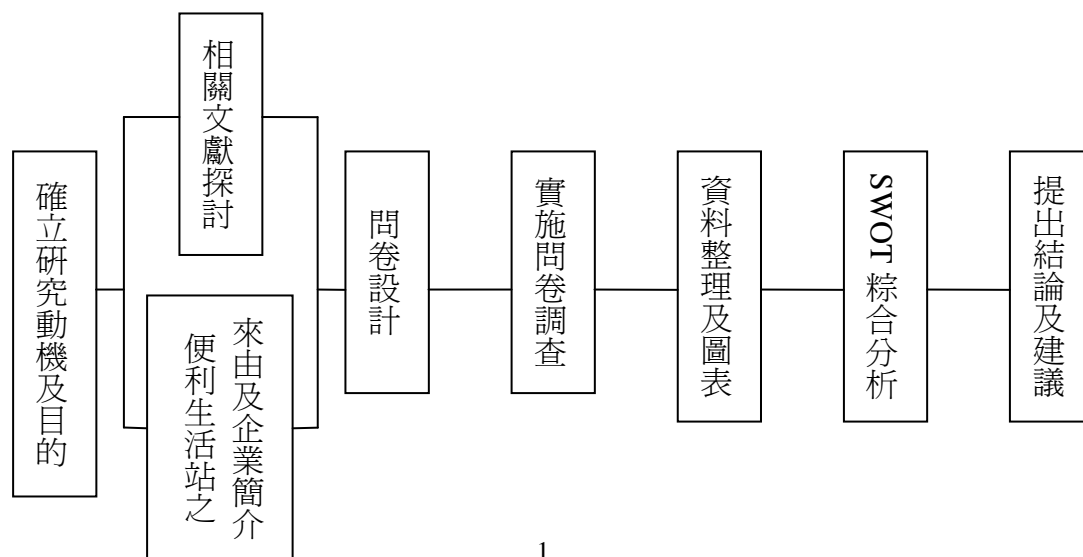 確立研究動機及目的
相關文獻探討
便利生活站之
來由及企業簡介
問卷設計
實施問卷調查
資料整理及圖表
SWOT 粽合分析
提出結論及建議
1